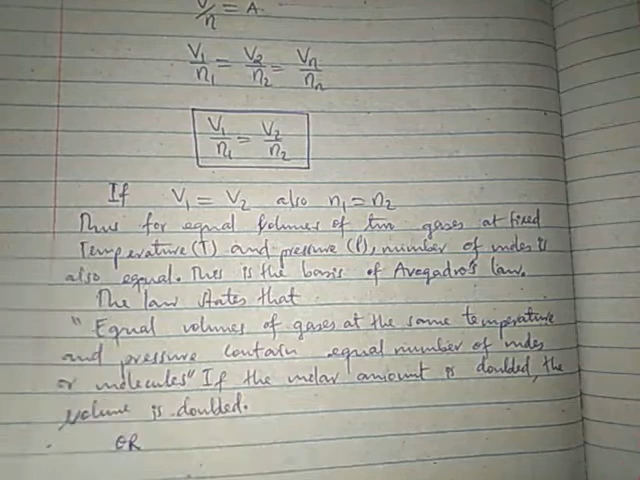 V/n = A.
V1/n1 = V2/n2 = Vn/nn
V1/n1 = V2/n2
If V1 = V2 also n1 = n2
Thus for equal volumes of two gases at fixed
Temperature (T) and pressure (P), number of moles is
also equal. This is the basis of Avogadro's law.
The law states that
"Equal volumes of gases at the same temperature
and pressure contain equal number of moles
or molecules" If the molar amount is doubled, the
volume is doubled.
OR